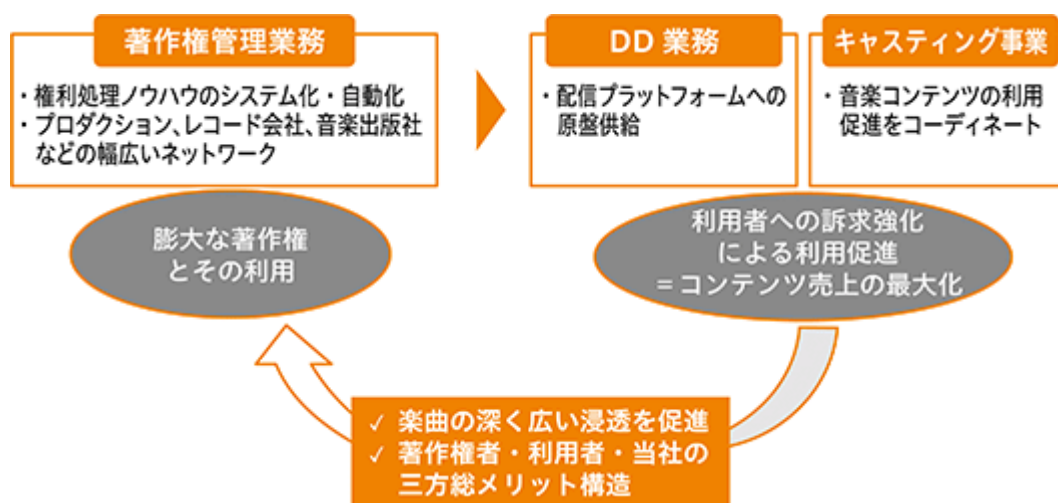 著作権管理業務
・権利処理ノウハウのシステム化・自動化
・プロダクション、レコード会社、音楽出版社
などの幅広いネットワーク
膨大な著作権
とその利用
DD 業務
・配信プラットフォームへの
原盤供給
キャスティング事業
・音楽コンテンツの利用
促進をコーディネート
利用者への訴求強化
による利用促進
＝コンテンツ売上の最大化
✓ 楽曲の深く広い浸透を促進
✓ 著作権者・利用者・当社の
三方総メリット構造